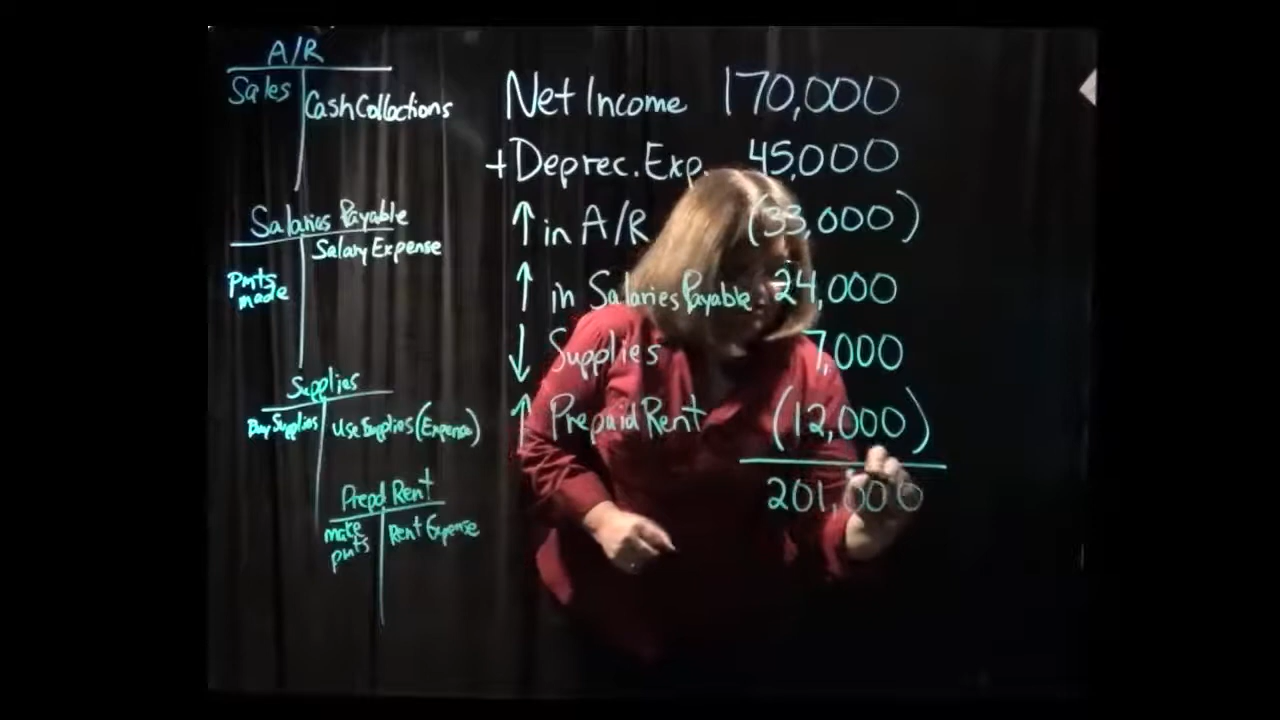 A/R
Sales
Cash Collections
Salaries Payable
Salary Expense
Pmts
made
Supplies
Buy Supplies
Use Supplies (Expense)
Prepd Rent
make
pmts
Rent Expense
Net Income 170,000
+Deprec. Exp. 45,000
↑ in A/R (33,000)
↑ in Salaries Payable 24,000
↓ Supplies 7,000
↑ Prepaid Rent (12,000)
201,000